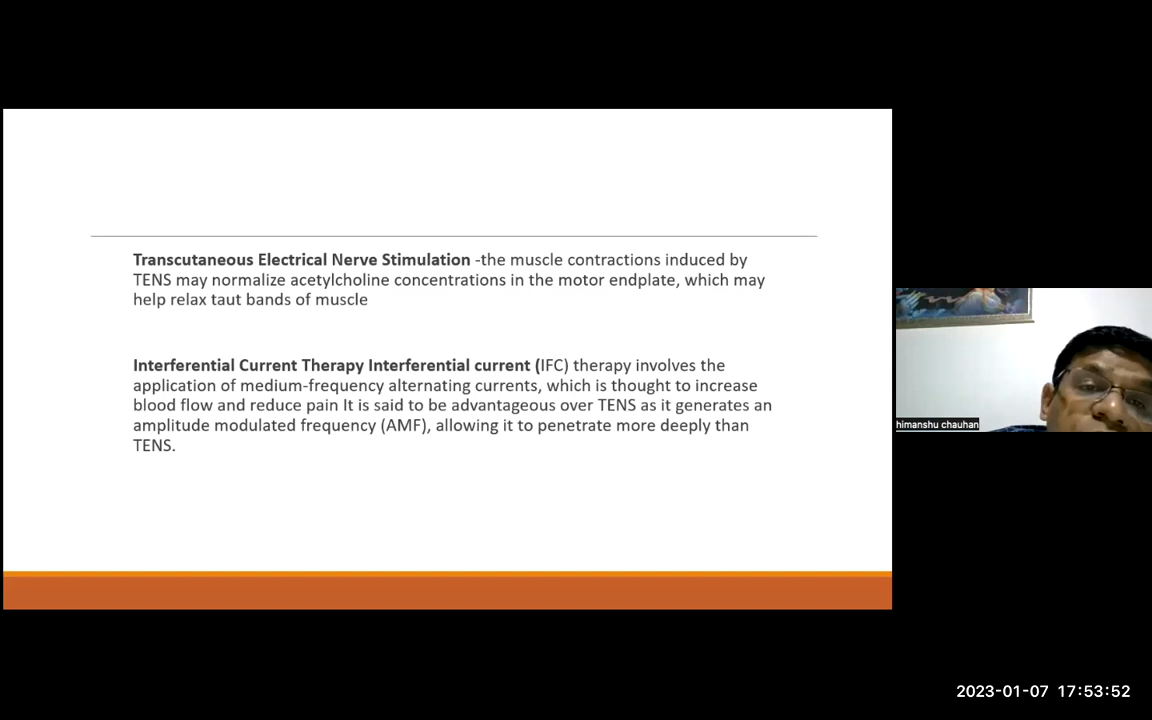 Transcutaneous Electrical Nerve Stimulation -the muscle contractions induced by
TENS may normalize acetylcholine concentrations in the motor endplate, which may
help relax taut bands of muscle
Interferential Current Therapy Interferential current (IFC) therapy involves the
application of medium-frequency alternating currents, which is thought to increase
blood flow and reduce pain It is said to be advantageous over TENS as it generates an
amplitude modulated frequency (AMF), allowing it to penetrate more deeply than
TENS.
himanshu chauhan
2023-01-07 17:53:52